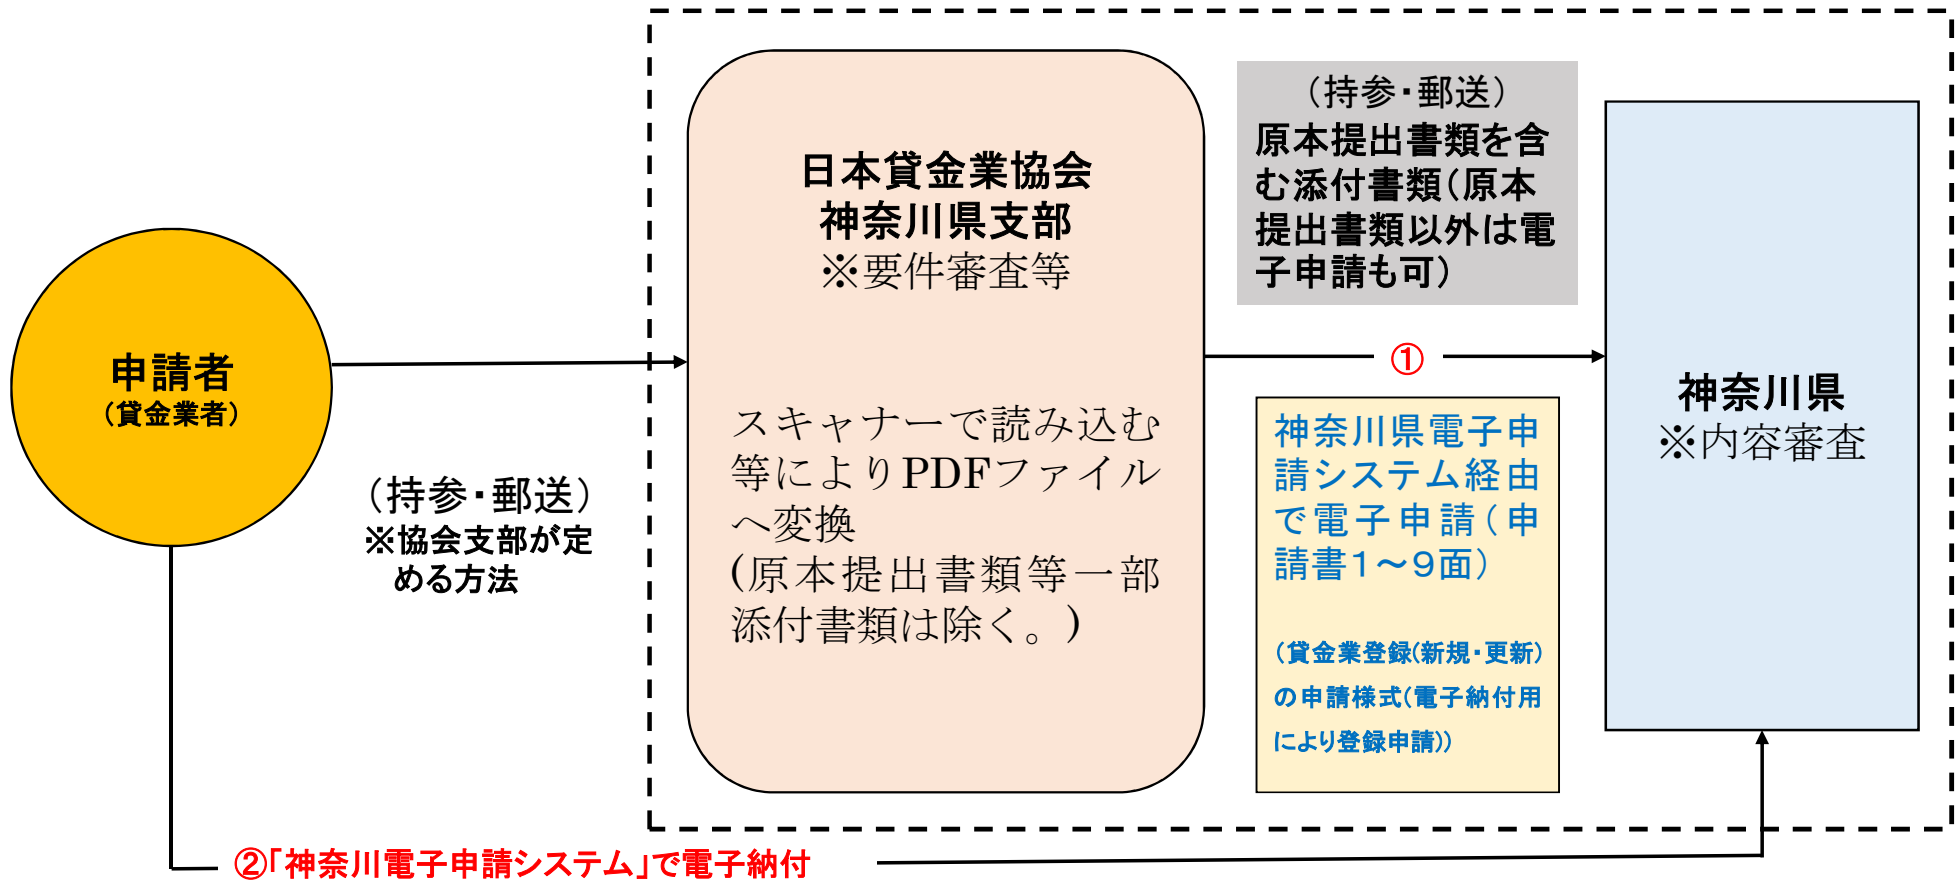 申請者
（貸金業者）
（持参・郵送）
※協会支部が定
める方法
日本貸金業協会
神奈川県支部
※要件審査等
スキャナーで読み込む
等によりPDFファイル
へ変換
(原本提出書類等一部
添付書類は除く。)
（持参・郵送）
原本提出書類を含
む添付書類（原本
提出書類以外は電
子申請も可）
①
神奈川県電子申
請システム経由
で電子申請（申
請書１～９面）
（貸金業登録(新規・更新)
の申請様式(電子納付用
により登録申請)）
神奈川県
※内容審査
②「神奈川電子申請システム」で電子納付